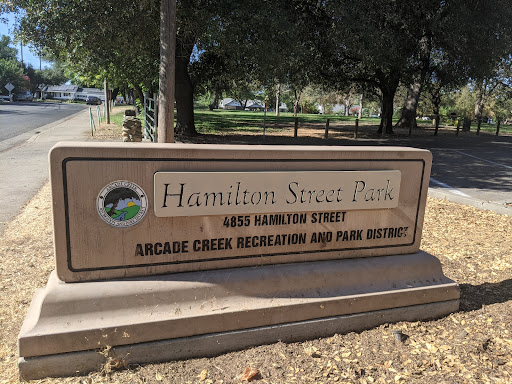 Hamilton Street Park
4855 HAMILTON STREET
ARCADE CREEK RECREATION AND PARK DISTRICT